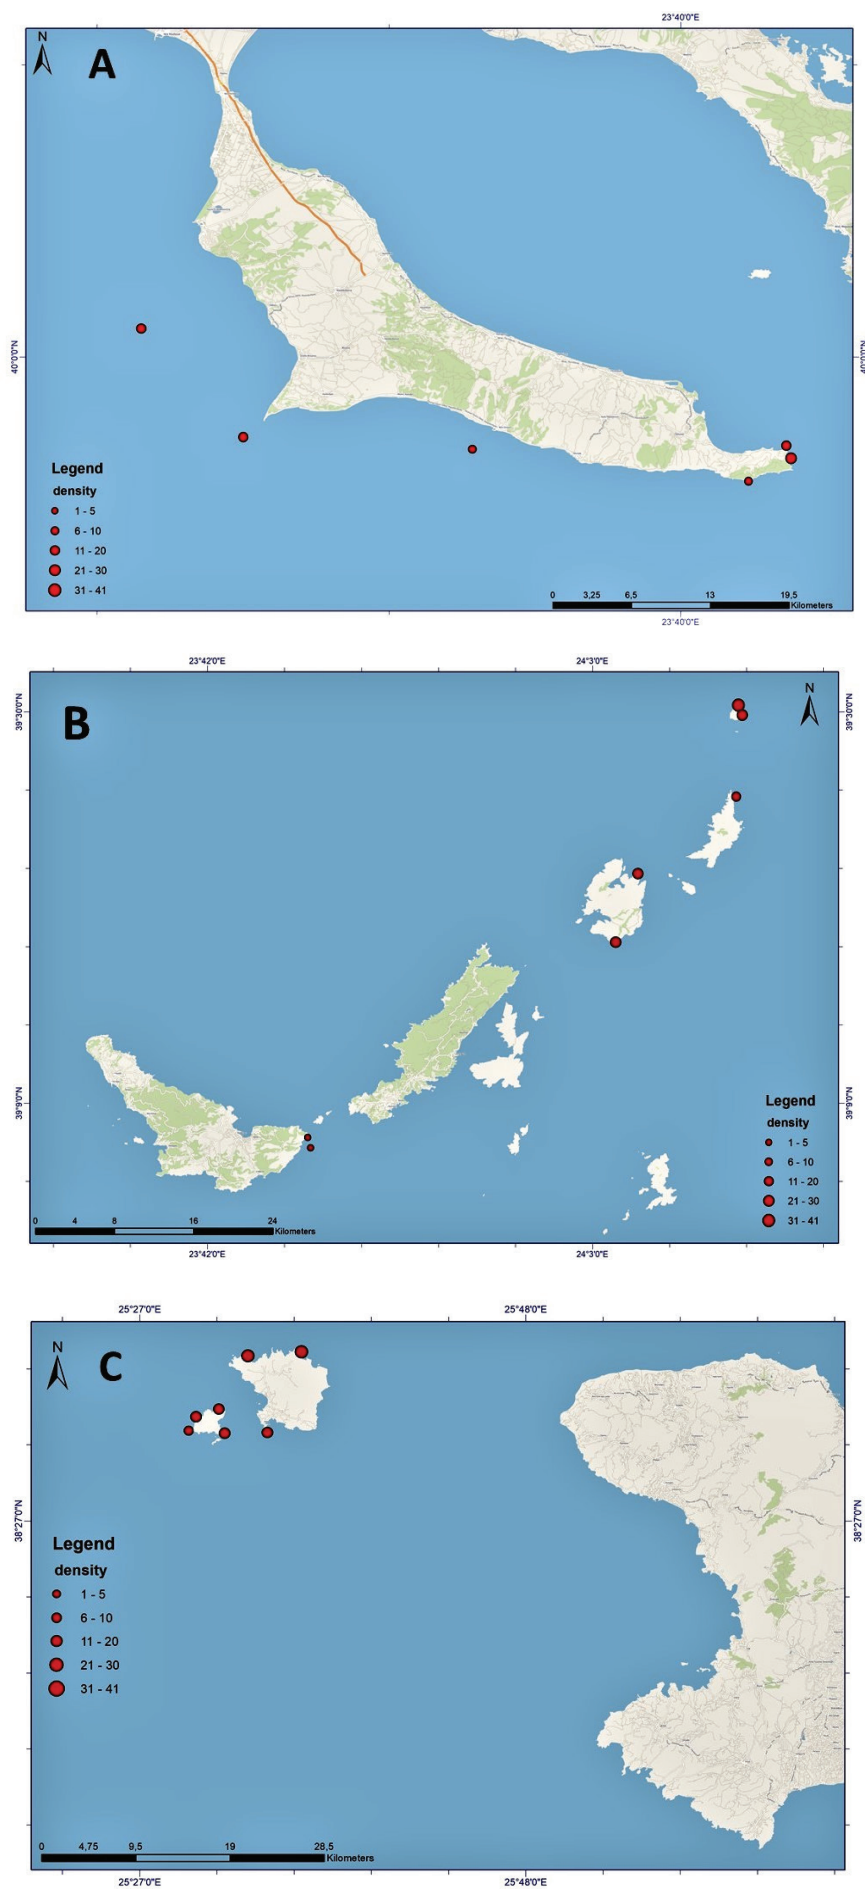 23°40'0"E
N
A
40°0'0"N
40°0'0"N
Legend
density
1 - 5
6 - 10
11 - 20
21 - 30
31 - 41
0 3,25 6,5 13 19,5
Kilometers
23°40'0"E
23°42'0"E 24°3'0"E
N
B
39°30'0"N
39°30'0"N
39°9'0"N
39°9'0"N
Legend
density
1 - 5
6 - 10
11 - 20
21 - 30
31 - 41
0 4 8 16 24
Kilometers
23°42'0"E 24°3'0"E
25°27'0"E 25°48'0"E
N
C
38°27'0"N
38°27'0"N
Legend
density
1 - 5
6 - 10
11 - 20
21 - 30
31 - 41
0 4,75 9,5 19 28,5
Kilometers
25°27'0"E 25°48'0"E